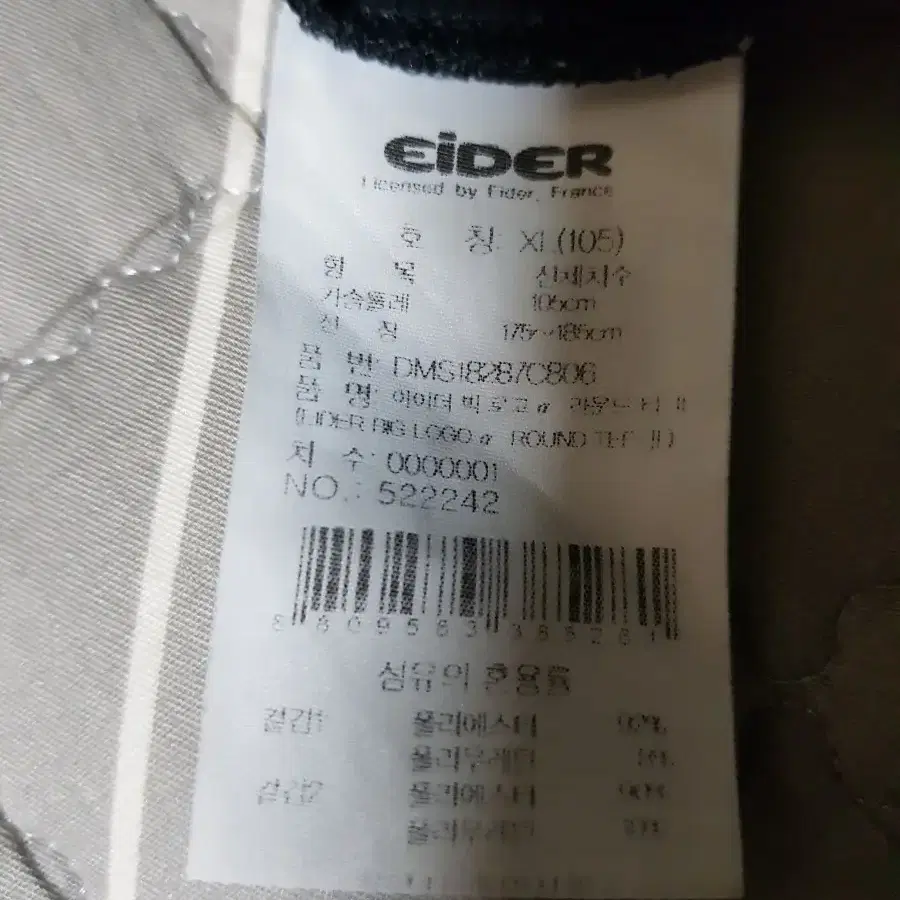 EiDER
Licensed by Eider, France
호 칭: XL(105)
항 목 신체치수
가슴둘레 105cm
신 장 175~185cm
품 번: DMS18287C806
품 명: 아이더 빅 로고 α 라운드 티 II
(EIDER BIG LOGO α ROUND TEE II)
치 수: 0000001
NO.: 522242
8 809583 385281
섬유의 혼용률
겉감1 폴리에스터
폴리우레탄
겉감2 폴리에스터
폴리우레탄